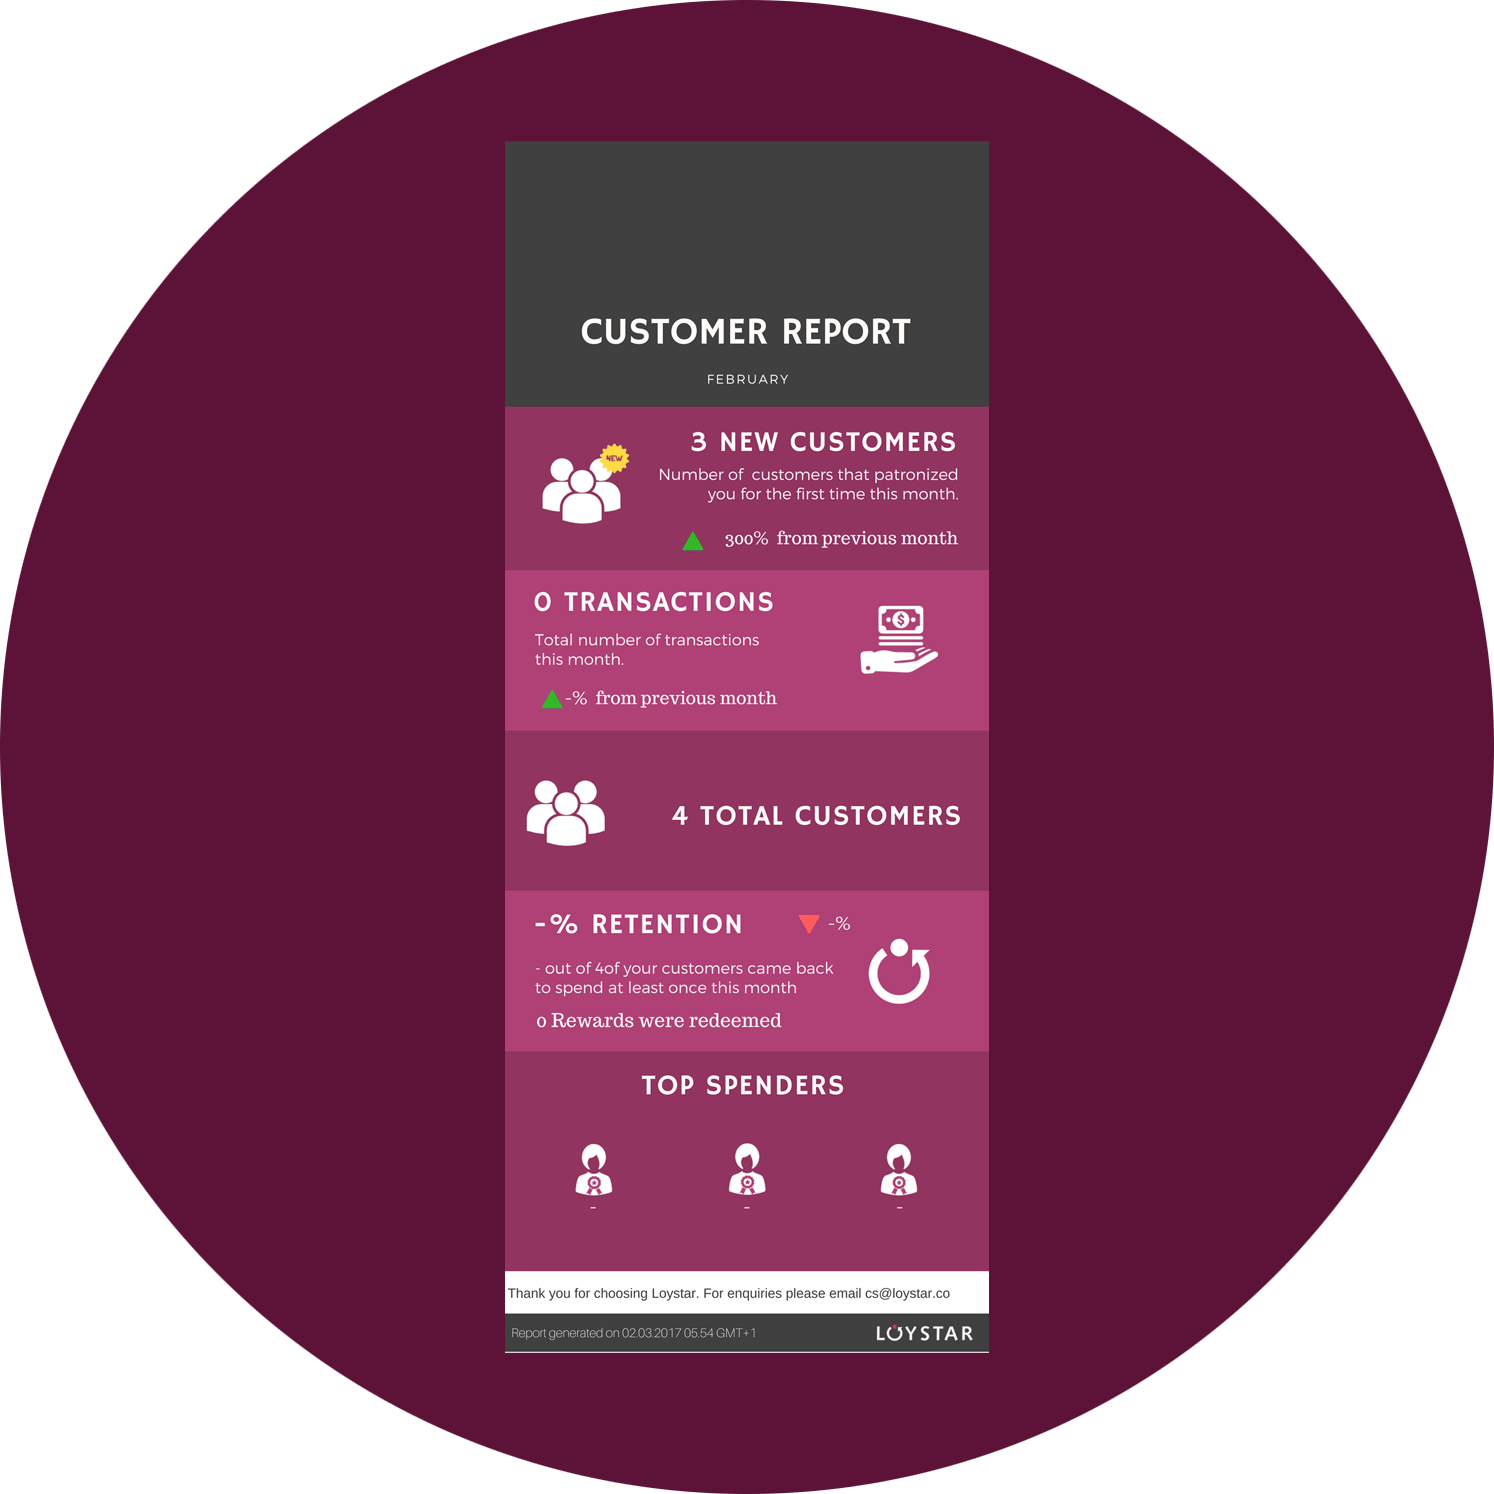 CUSTOMER REPORT
FEBRUARY
NEW
3 NEW CUSTOMERS
Number of customers that patronized
you for the first time this month.
300% from previous month
0 TRANSACTIONS
Total number of transactions
this month.
-% from previous month
4 TOTAL CUSTOMERS
-% RETENTION
-%
- out of 4of your customers came back
to spend at least once this month
0 Rewards were redeemed
TOP SPENDERS
- - -
Thank you for choosing Loystar. For enquiries please email cs@loystar.co
Report generated on 02.03.2017 05.54 GMT+1
LOYSTAR